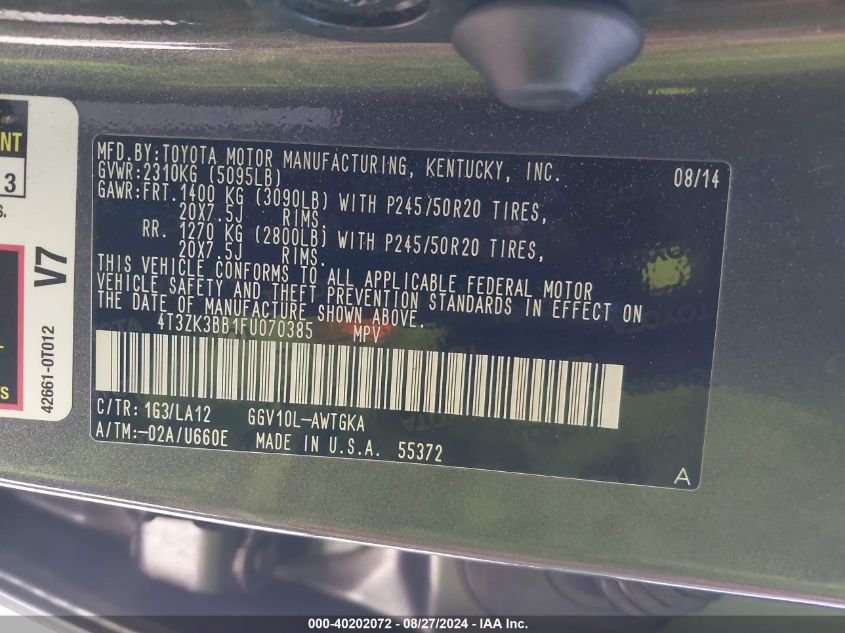 NT
3
S.
V7
42661-0T012
S
MFD.BY:TOYOTA MOTOR MANUFACTURING, KENTUCKY, INC. 08/14
GVWR:2310KG (5095LB)
GAWR:FRT.1400 KG (3090LB) WITH P245/50R20 TIRES,
20X7.5J RIMS.
RR. 1270 KG (2800LB) WITH P245/50R20 TIRES,
20X7.5J RIMS.
THIS VEHICLE CONFORMS TO ALL APPLICABLE FEDERAL MOTOR
VEHICLE SAFETY AND THEFT PREVENTION STANDARDS IN EFFECT ON
THE DATE OF MANUFACTURE SHOWN ABOVE.
4T3ZK3BB1FU070385 MPV
C/TR: 1G3/LA12 GGV10L-AWTGKA
A/TM:-02A/U660E MADE IN U.S.A. 55372
A
000-40202072 - 08/27/2024 - IAA Inc.